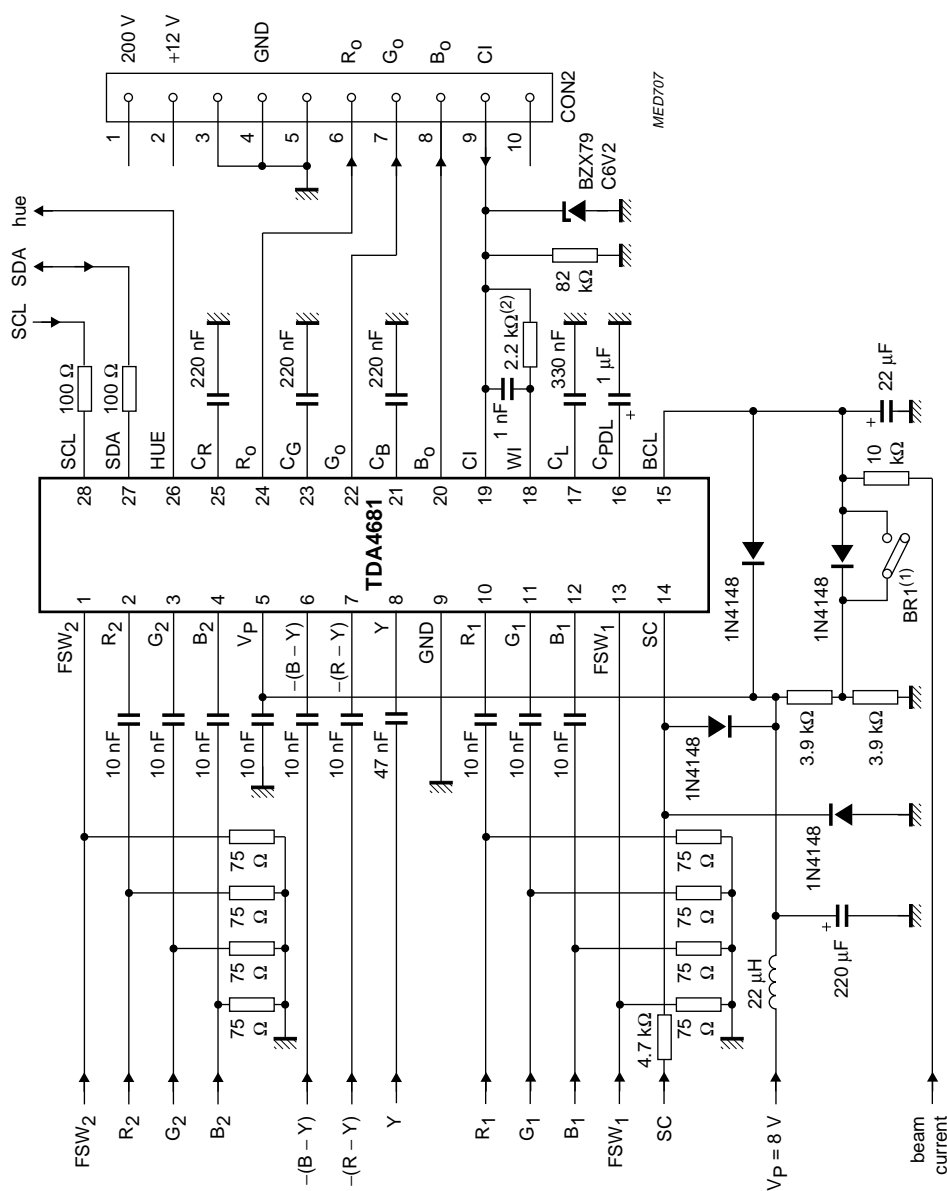 SCL
SDA
hue
1
200 V
2
+12 V
3
4
GND
5
6
Ro
7
Go
8
Bo
9
CI
10
CON2
MED707
100 Ω
100 Ω
220 nF
220 nF
220 nF
1 nF
2.2 kΩ(2)
330 nF
1 µF
+
82
kΩ
BZX79
C6V2
SCL
SDA
HUE
CR
Ro
CG
Go
CB
Bo
CI
WI
CL
CPDL
BCL
28
27
26
25
24
23
22
21
20
19
18
17
16
15
TDA4681
1
2
3
4
5
6
7
8
9
10
11
12
13
14
FSW2
R2
G2
B2
VP
–(B – Y)
–(R – Y)
Y
GND
R1
G1
B1
FSW1
SC
10 nF
10 nF
10 nF
10 nF
10 nF
10 nF
47 nF
10 nF
10 nF
10 nF
75
Ω
75
Ω
75
Ω
75
Ω
75
Ω
75
Ω
75
Ω
75
Ω
4.7 kΩ
22 µH
220 µF
+
1N4148
1N4148
1N4148
1N4148
3.9 kΩ
3.9 kΩ
BR1(1)
10
kΩ
22 µF
+
FSW2
R2
G2
B2
–(B – Y)
–(R – Y)
Y
R1
G1
B1
FSW1
SC
VP = 8 V
beam
current